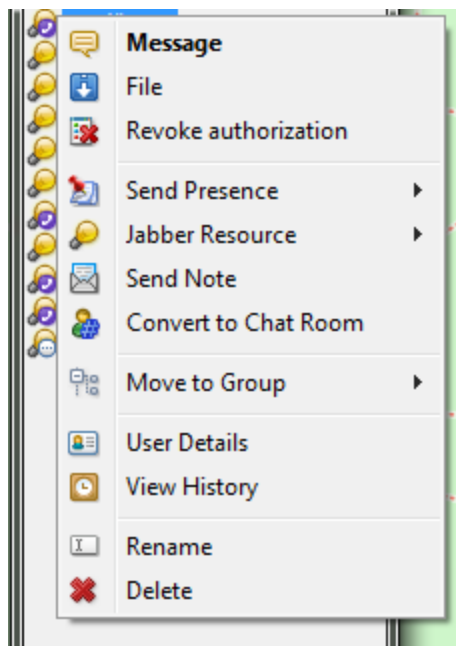 Message
File
Revoke authorization
Send Presence
Jabber Resource
Send Note
Convert to Chat Room
Move to Group
User Details
View History
Rename
Delete